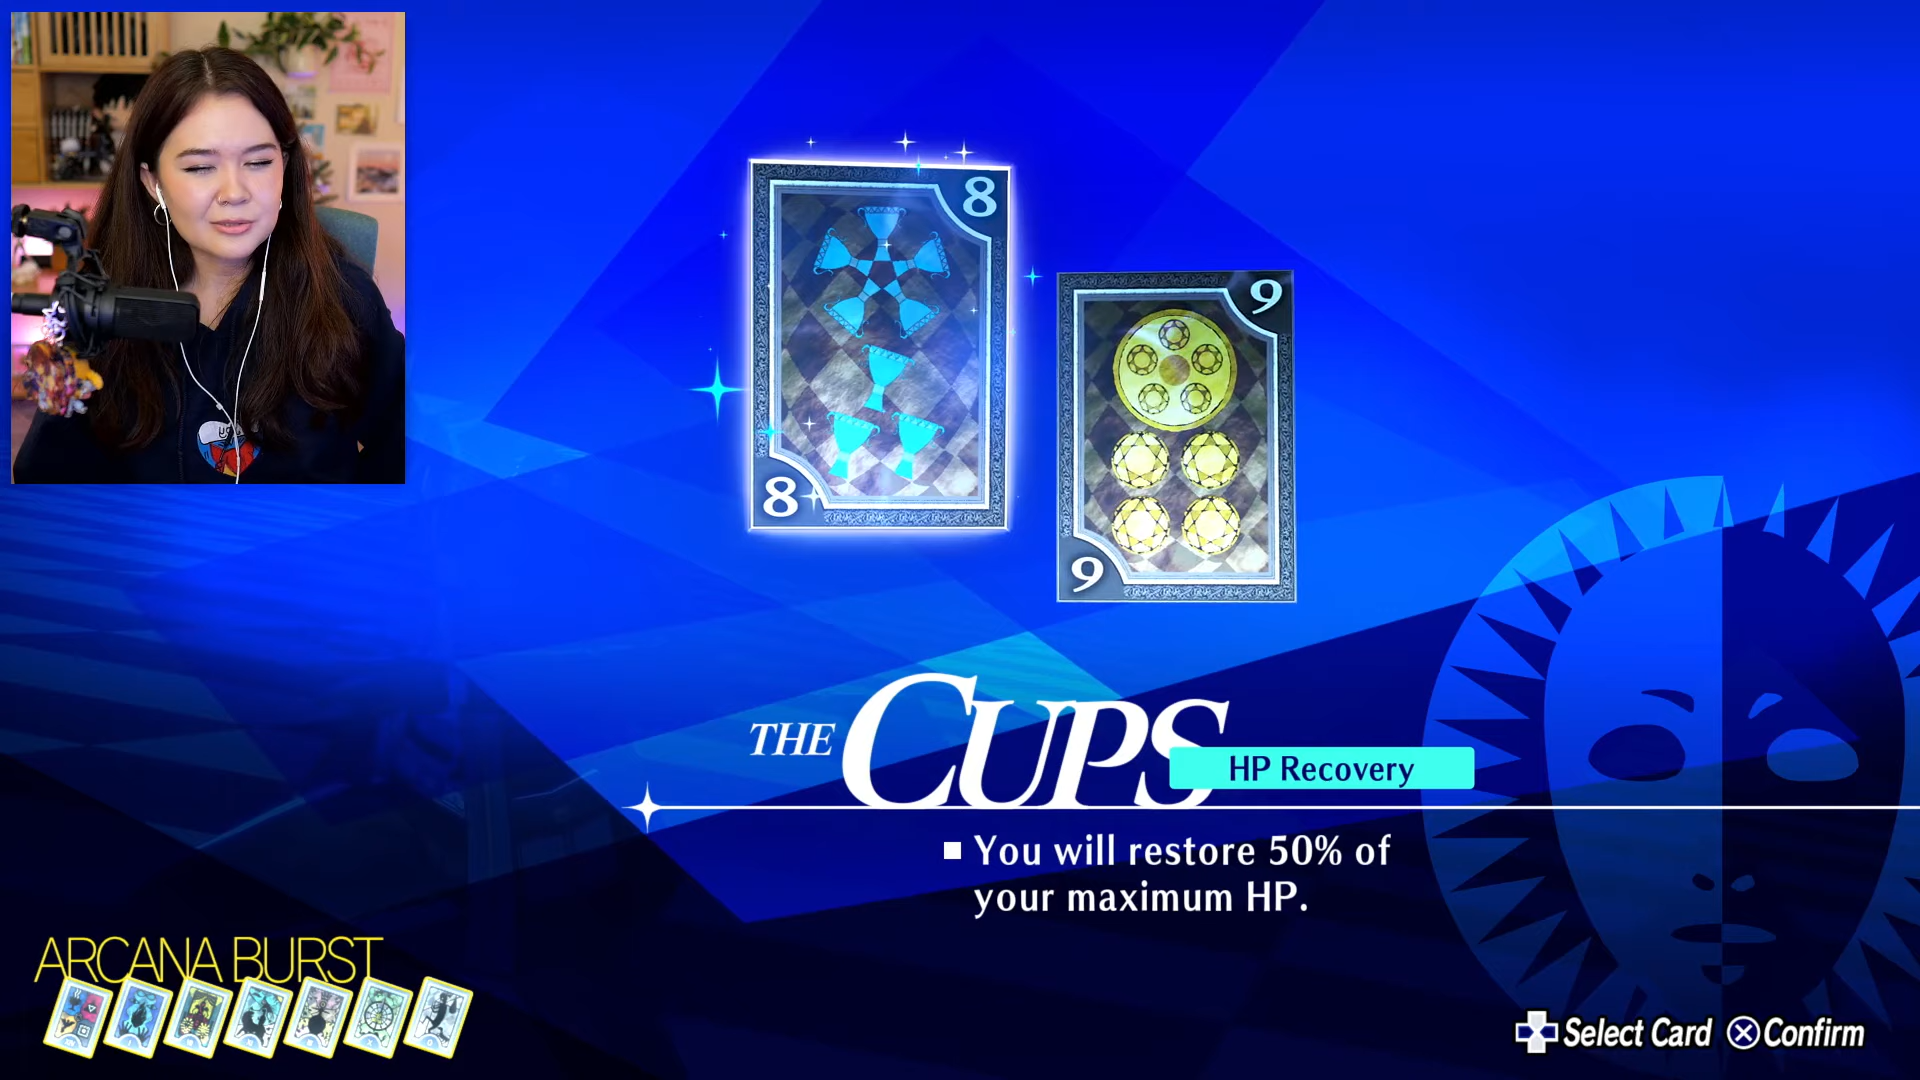 8
8
9
9
THE CUPS
HP Recovery
You will restore 50% of
your maximum HP.
ARCANA BURST
Select Card Confirm